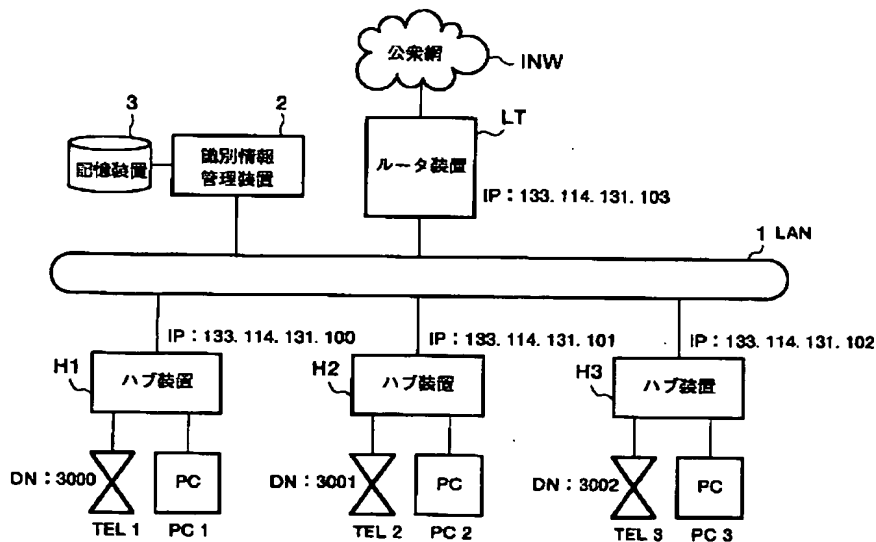 公衆網
INW
3
2
LT
記憶装置
識別情報
管理装置
ルータ装置
IP：133. 114. 131. 103
1 LAN
IP：133. 114. 131. 100
IP：133. 114. 131. 101
IP：133. 114. 131. 102
H1
ハブ装置
H2
ハブ装置
H3
ハブ装置
DN：3000
PC
DN：3001
PC
DN：3002
PC
TEL 1
PC 1
TEL 2
PC 2
TEL 3
PC 3